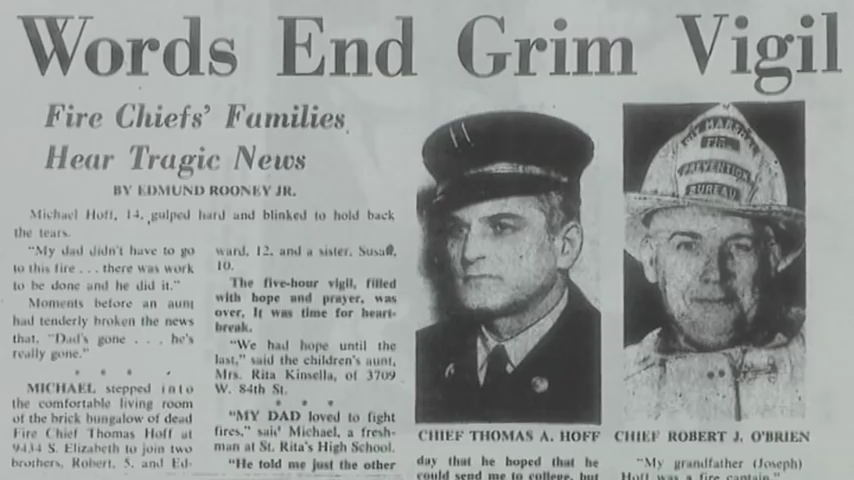 Words End Grim Vigil
Fire Chiefs' Families
Hear Tragic News
BY EDMUND ROONEY JR.
Michael Hoff, 14, gulped hard and blinked to hold back
the tears.
"My dad didn't have to go
to this fire . . . there was work
to be done and he did it."
Moments before an aunt
had tenderly broken the news
that, "Dad's gone . . . he's
really gone."
* * *
MICHAEL stepped into
the comfortable living room
of the brick bungalow of dead
Fire Chief Thomas Hoff at
9434 S. Elizabeth to join two
brothers, Robert, 5, and Ed-
ward, 12, and a sister, Susan,
10.
The five-hour vigil, filled
with hope and prayer, was
over. It was time for heart-
break.
"We had hope until the
last," said the children's aunt,
Mrs. Rita Kinsella, of 3709
W. 84th St.
* * *
"MY DAD loved to fight
fires," said Michael, a fresh-
man at St. Rita's High School.
"He told me just the other
CHIEF THOMAS A. HOFF
day that he hoped that he
could send me to college, but
FIRE
PREVENTION
BUREAU
CHIEF ROBERT J. O'BRIEN
"My grandfather (Joseph)
Hoff was a fire captain."